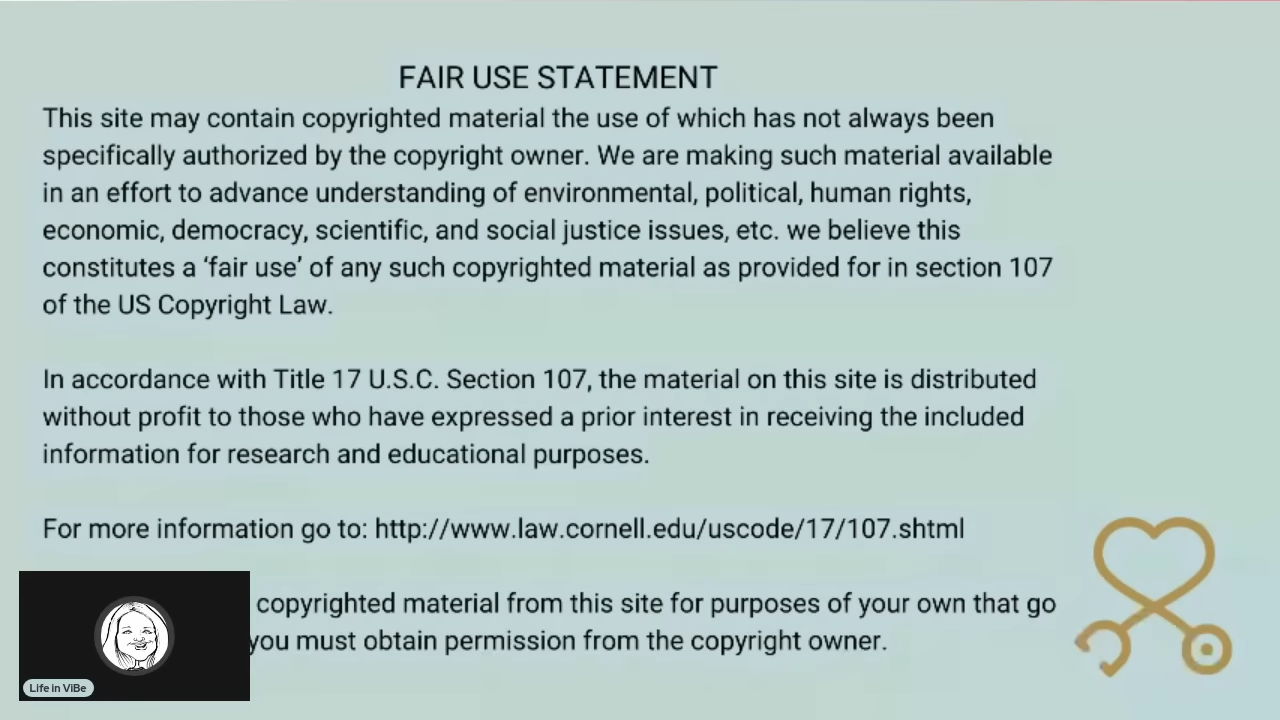 FAIR USE STATEMENT
This site may contain copyrighted material the use of which has not always been
specifically authorized by the copyright owner. We are making such material available
in an effort to advance understanding of environmental, political, human rights,
economic, democracy, scientific, and social justice issues, etc. we believe this
constitutes a ‘fair use’ of any such copyrighted material as provided for in section 107
of the US Copyright Law.
In accordance with Title 17 U.S.C. Section 107, the material on this site is distributed
without profit to those who have expressed a prior interest in receiving the included
information for research and educational purposes.
For more information go to: http://www.law.cornell.edu/uscode/17/107.shtml
copyrighted material from this site for purposes of your own that go
you must obtain permission from the copyright owner.
Life in ViBe